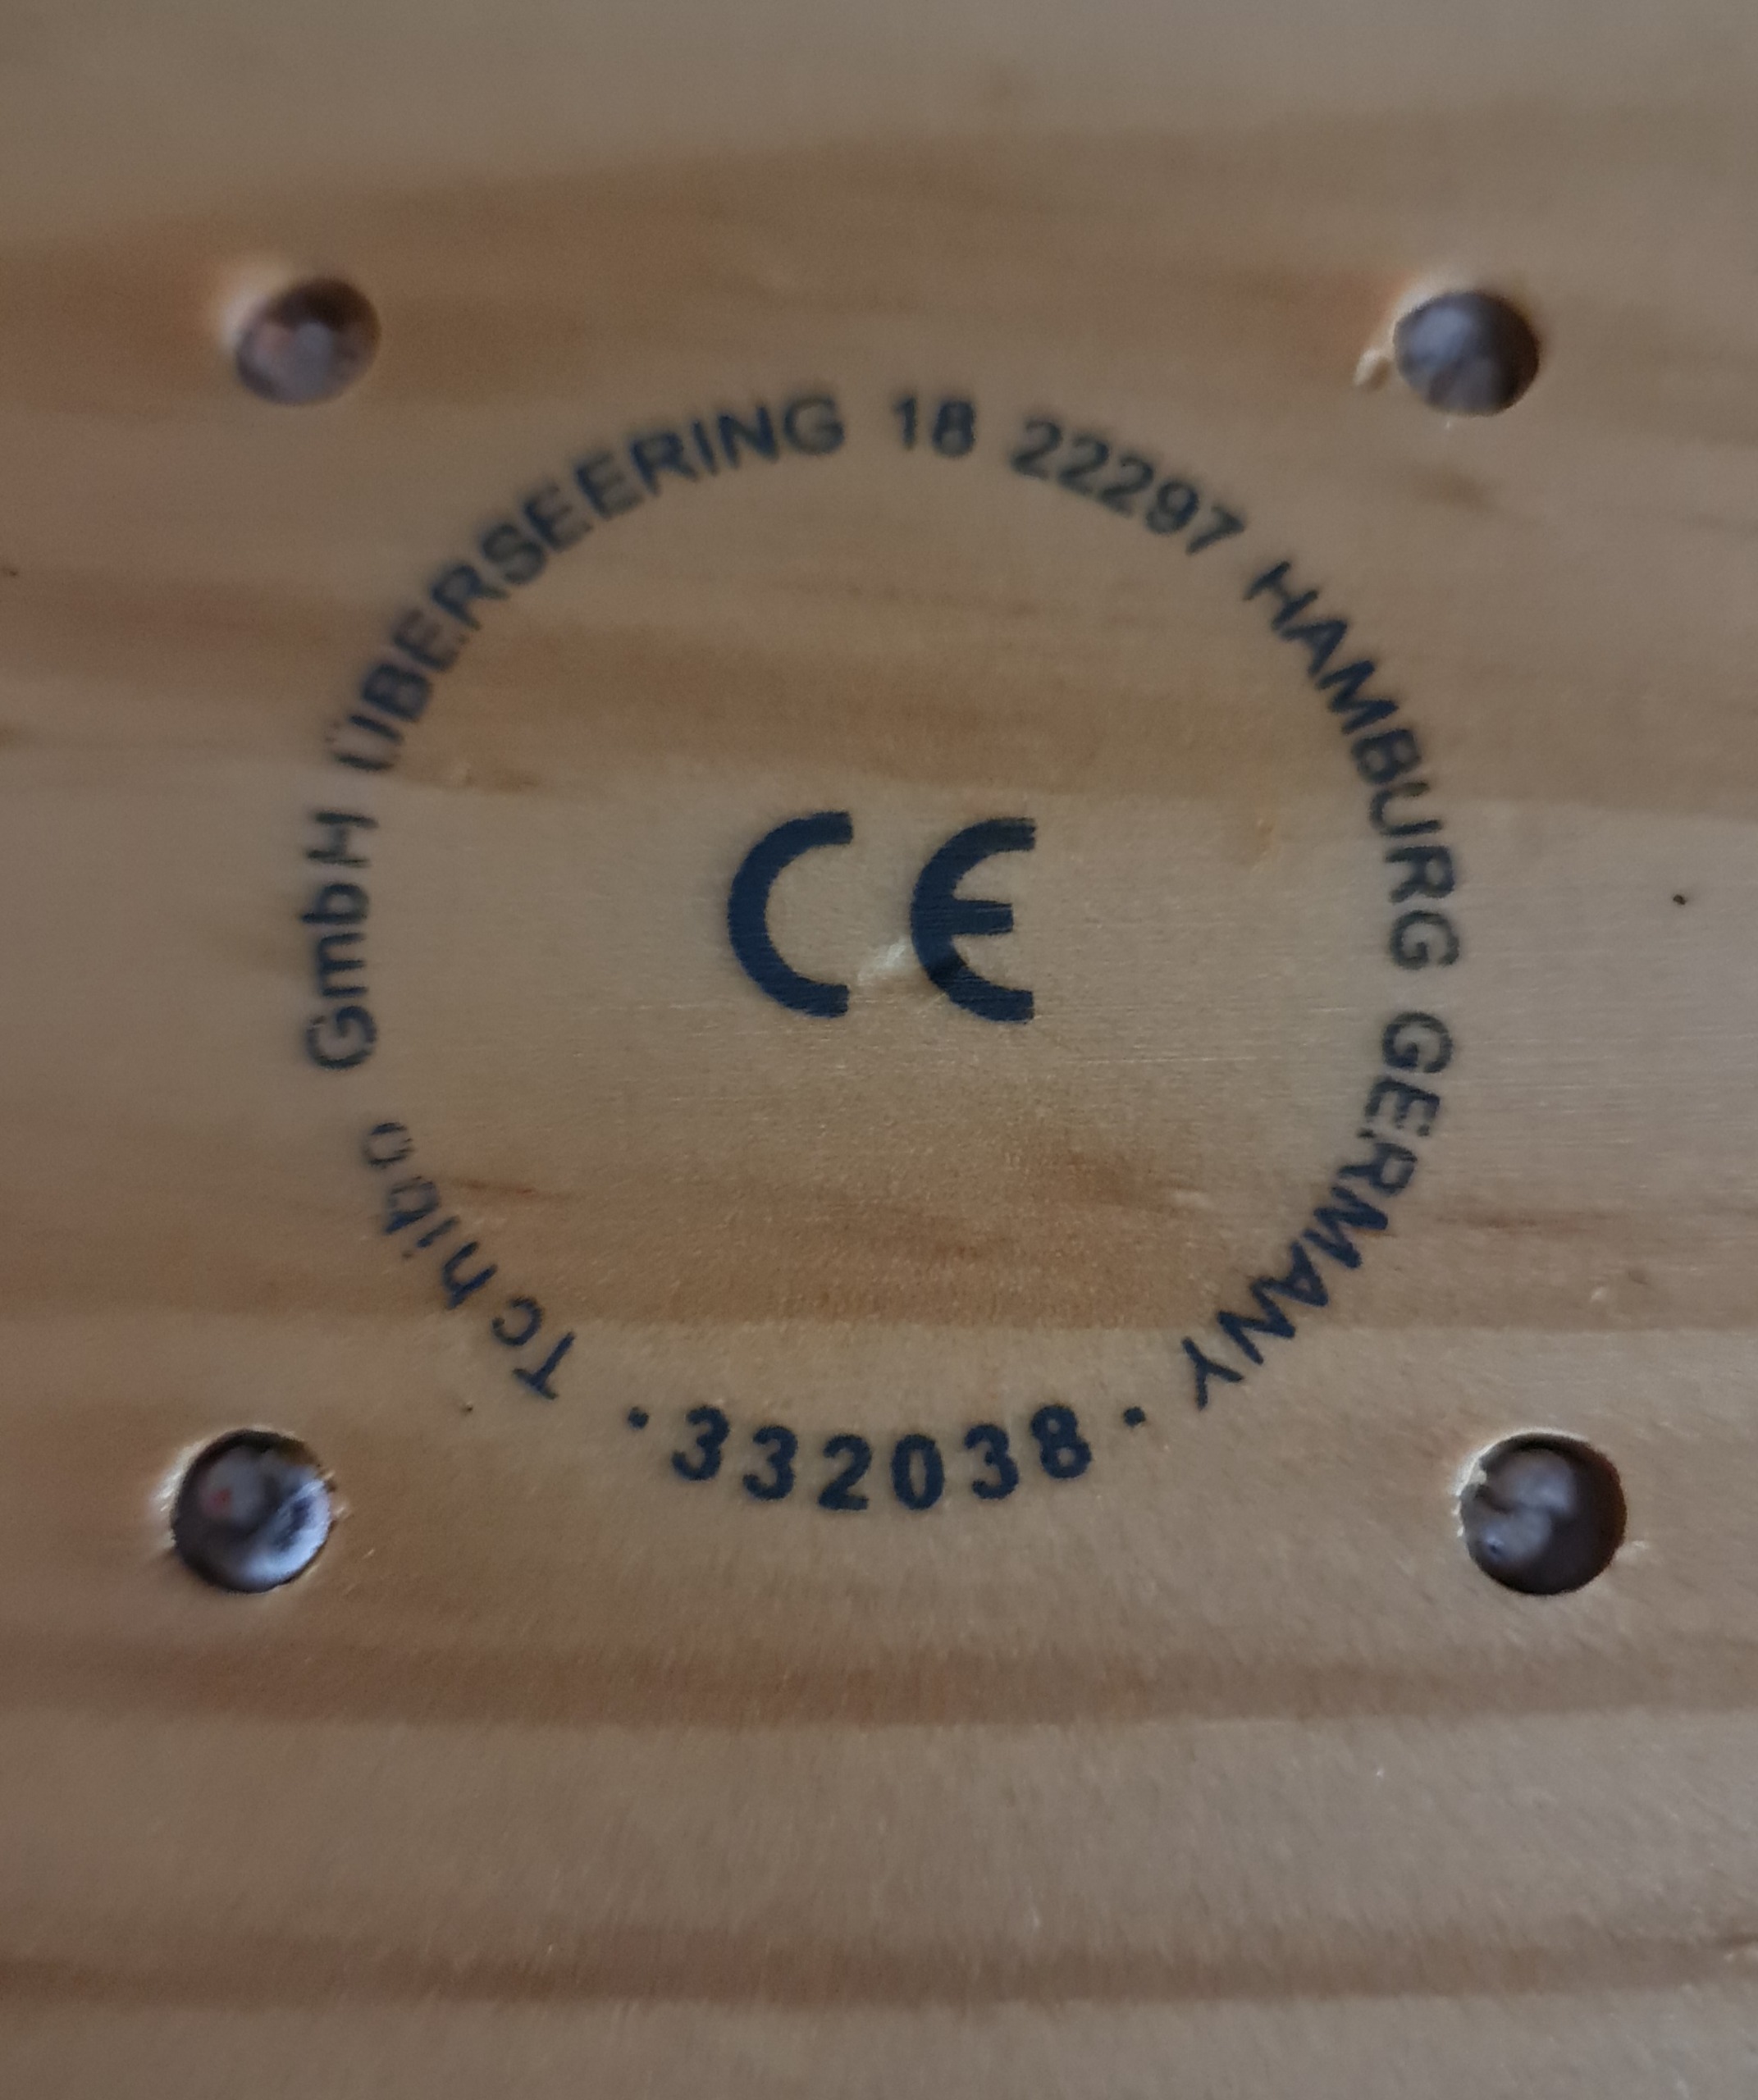 Tchibo GmbH ÜBERSEERING 18 22297 HAMBURG GERMANY
· 332038 ·
CE